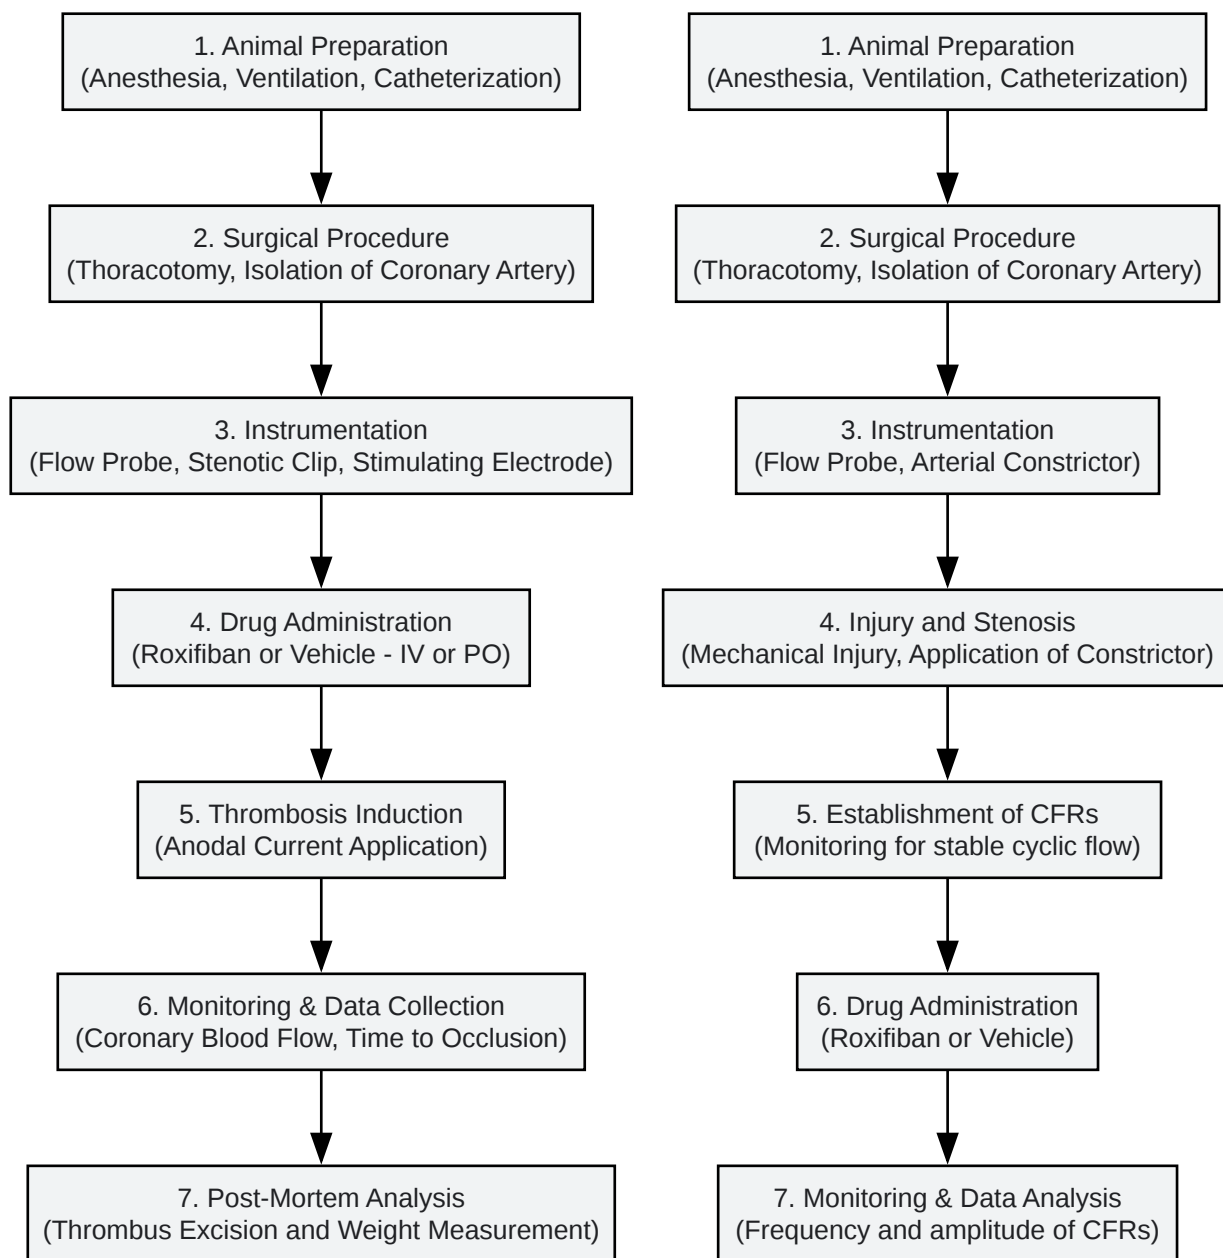 1. Animal Preparation
(Anesthesia, Ventilation, Catheterization)
2. Surgical Procedure
(Thoracotomy, Isolation of Coronary Artery)
3. Instrumentation
(Flow Probe, Stenotic Clip, Stimulating Electrode)
4. Drug Administration
(Roxifiban or Vehicle - IV or PO)
5. Thrombosis Induction
(Anodal Current Application)
6. Monitoring & Data Collection
(Coronary Blood Flow, Time to Occlusion)
7. Post-Mortem Analysis
(Thrombus Excision and Weight Measurement)
1. Animal Preparation
(Anesthesia, Ventilation, Catheterization)
2. Surgical Procedure
(Thoracotomy, Isolation of Coronary Artery)
3. Instrumentation
(Flow Probe, Arterial Constrictor)
4. Injury and Stenosis
(Mechanical Injury, Application of Constrictor)
5. Establishment of CFRs
(Monitoring for stable cyclic flow)
6. Drug Administration
(Roxifiban or Vehicle)
7. Monitoring & Data Analysis
(Frequency and amplitude of CFRs)